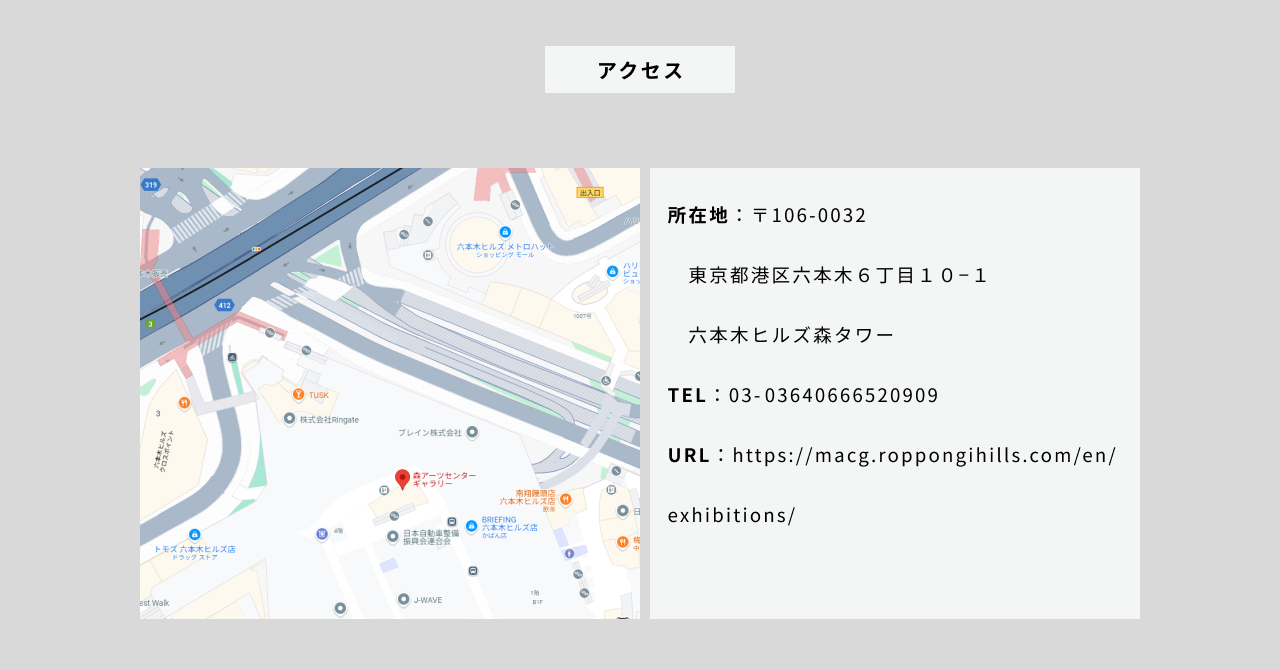 アクセス
319
出入口
六本木ヒルズ メトロハット
ショッピング モール
ハリ
ビュ
ショッ
412
3
1007号
TUSK
3
株式会社Ringate
ブレイン株式会社
六本木ヒルズ
クロスポイント
森アーツセンター
ギャラリー
南翔饅頭店
六本木ヒルズ店
飲茶
BRIEFING
六本木ヒルズ店
かばん店
4階
日本自動車整備
振興会連合会
トモズ 六本木ヒルズ店
ドラッグ ストア
1階
B1F
est Walk
J-WAVE
所在地：〒106-0032
東京都港区六本木６丁目１０−１
六本木ヒルズ森タワー
TEL：03-03640666520909
URL：https://macg.roppongihills.com/en/
exhibitions/